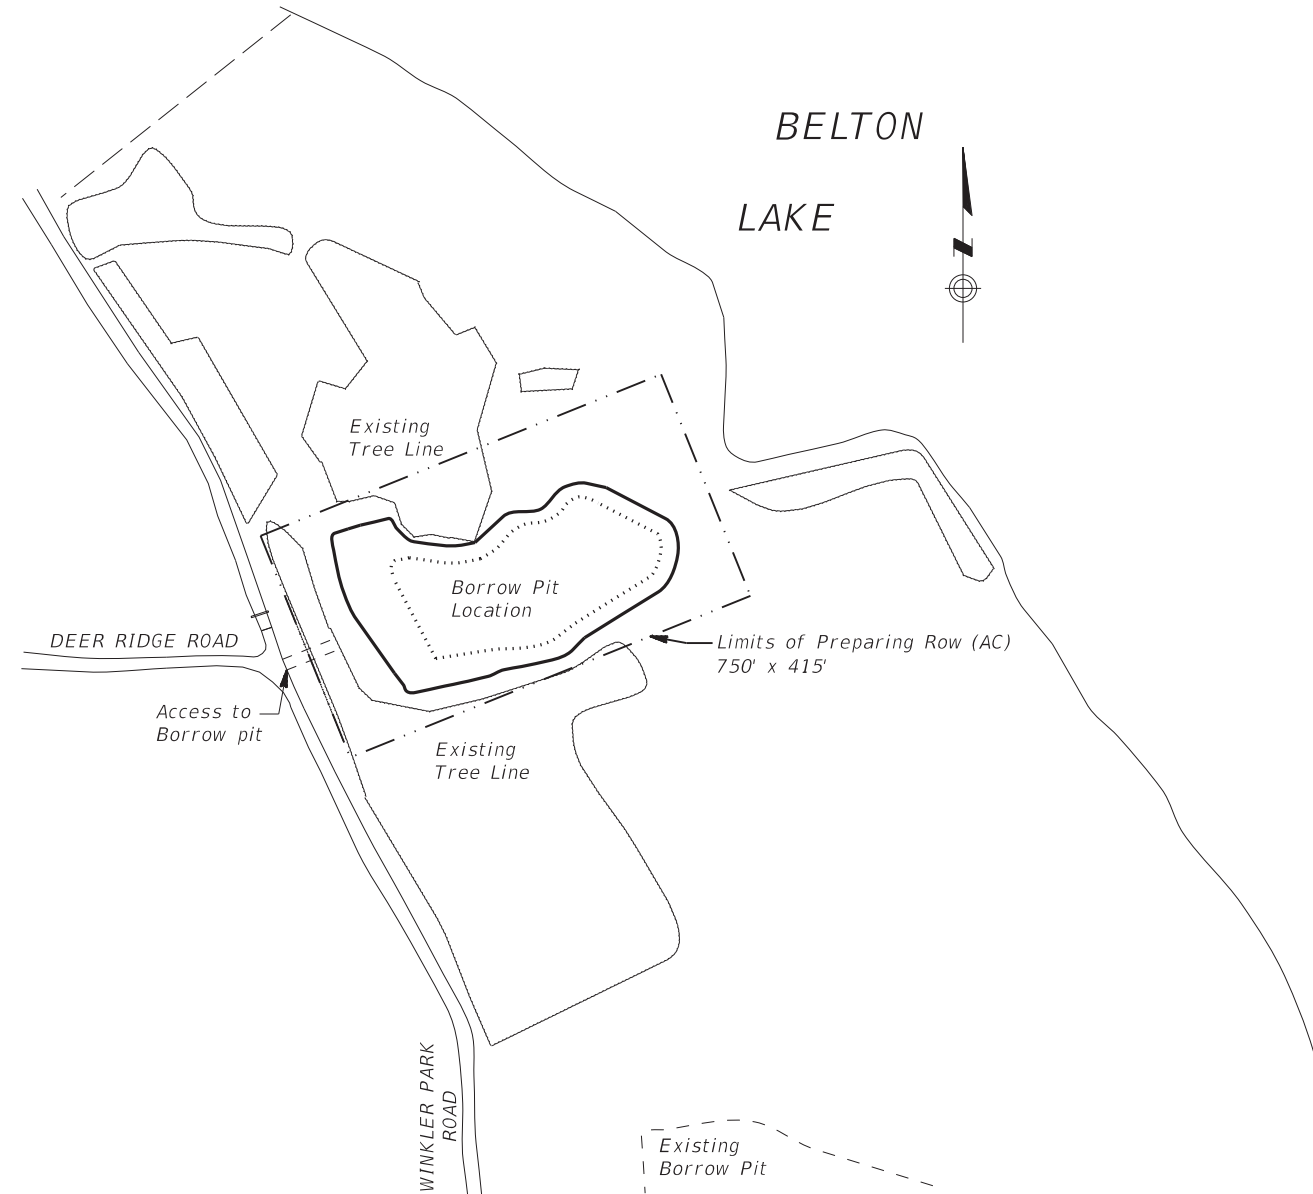 BELTON
LAKE
Existing
Tree Line
Borrow Pit
Location
DEER RIDGE ROAD
Limits of Preparing Row (AC)
750' x 415'
Access to
Borrow pit
Existing
Tree Line
WINKLER PARK
ROAD
Existing
Borrow Pit